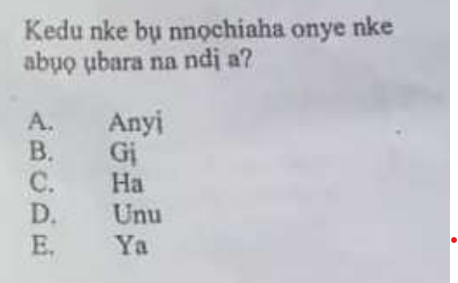 Kedu nke bụ nnọchiaha onye nke
abụọ ụbara na ndị a?
A. Anyị
B. Gị
C. Ha
D. Unu
E. Ya